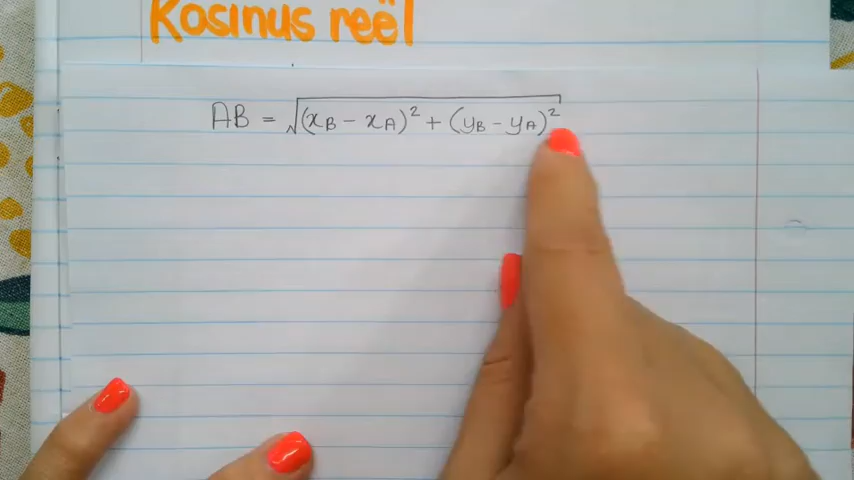 Kosinus reël
AB = √(x_B − x_A)² + (y_B − y_A)²